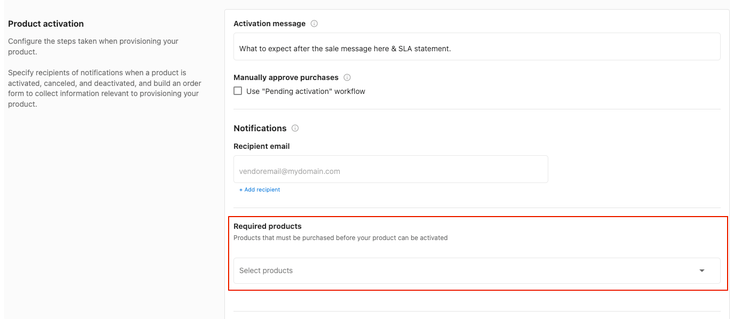 Product activation
Configure the steps taken when provisioning your
product.
Specify recipients of notifications when a product is
activated, canceled, and deactivated, and build an order
form to collect information relevant to provisioning your
product.
Activation message
What to expect after the sale message here & SLA statement.
Manually approve purchases
Use "Pending activation" workflow
Notifications
Recipient email
vendoremail@mydomain.com
+ Add recipient
Required products
Products that must be purchased before your product can be activated
Select products